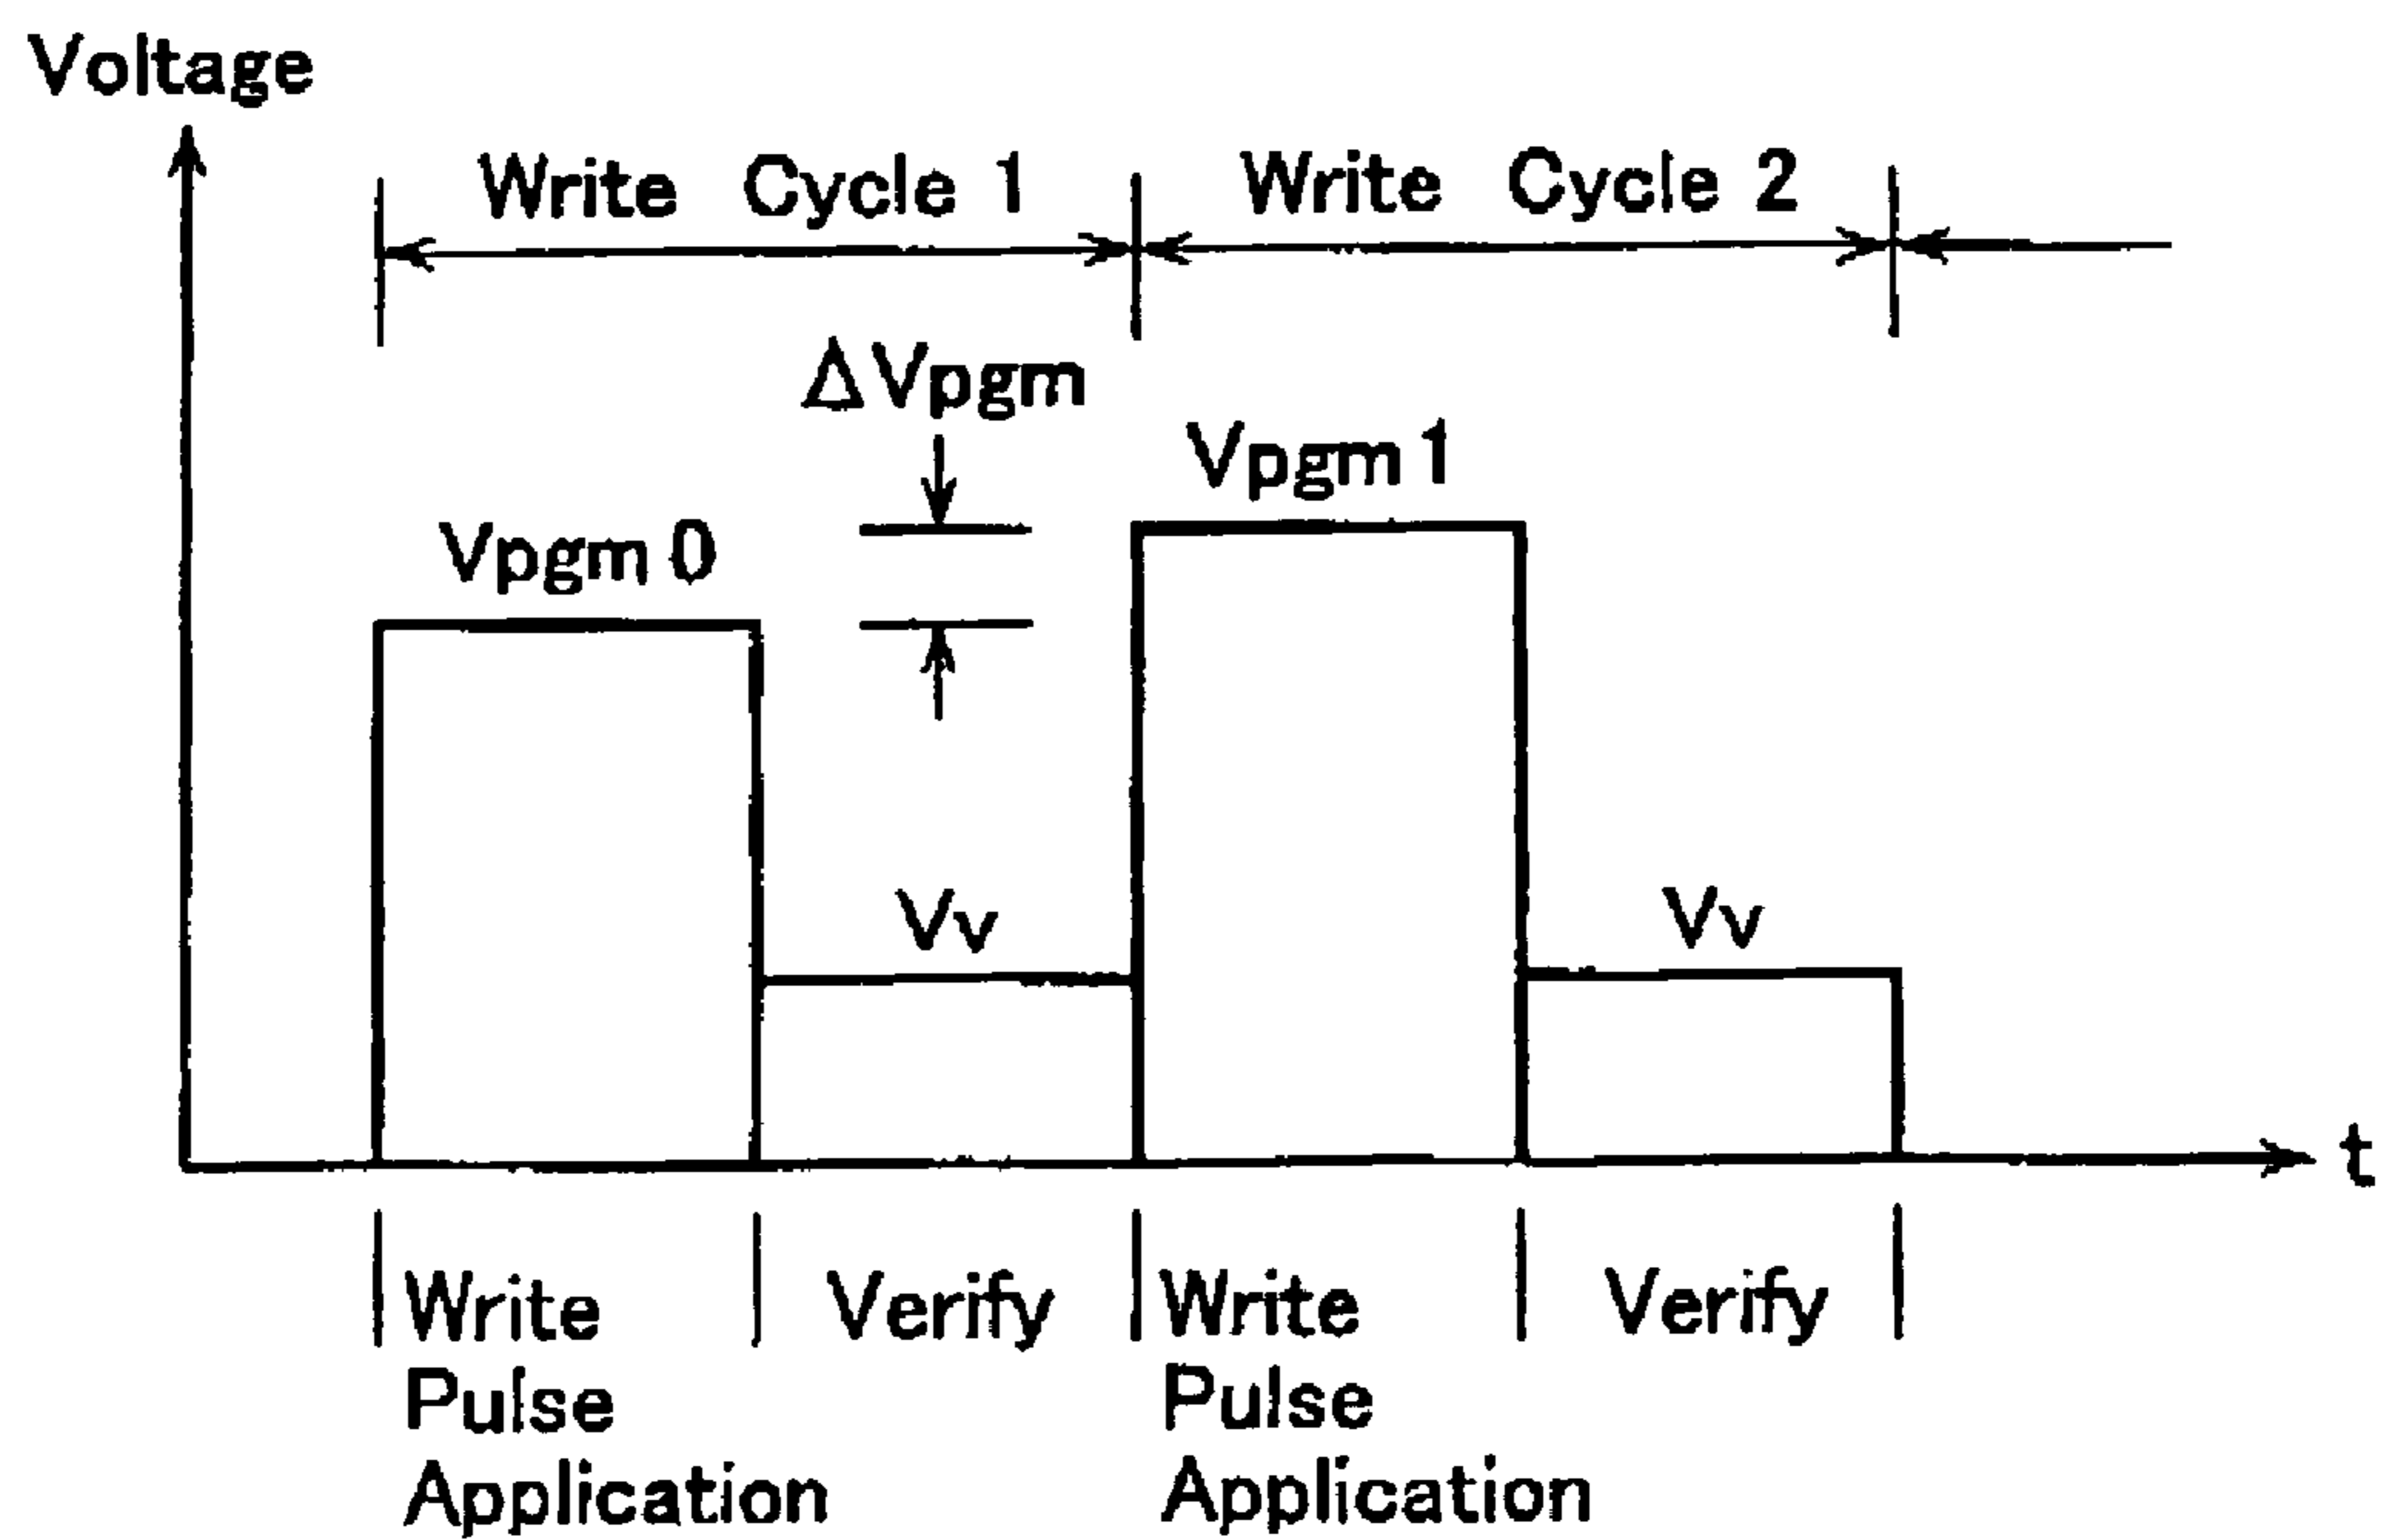 Voltage
Write Cycle 1
Write Cycle 2
ΔVpgm
Vpgm 1
Vpgm 0
Vv
Vv
t
Write
Pulse
Application
Verify
Write
Pulse
Application
Verify